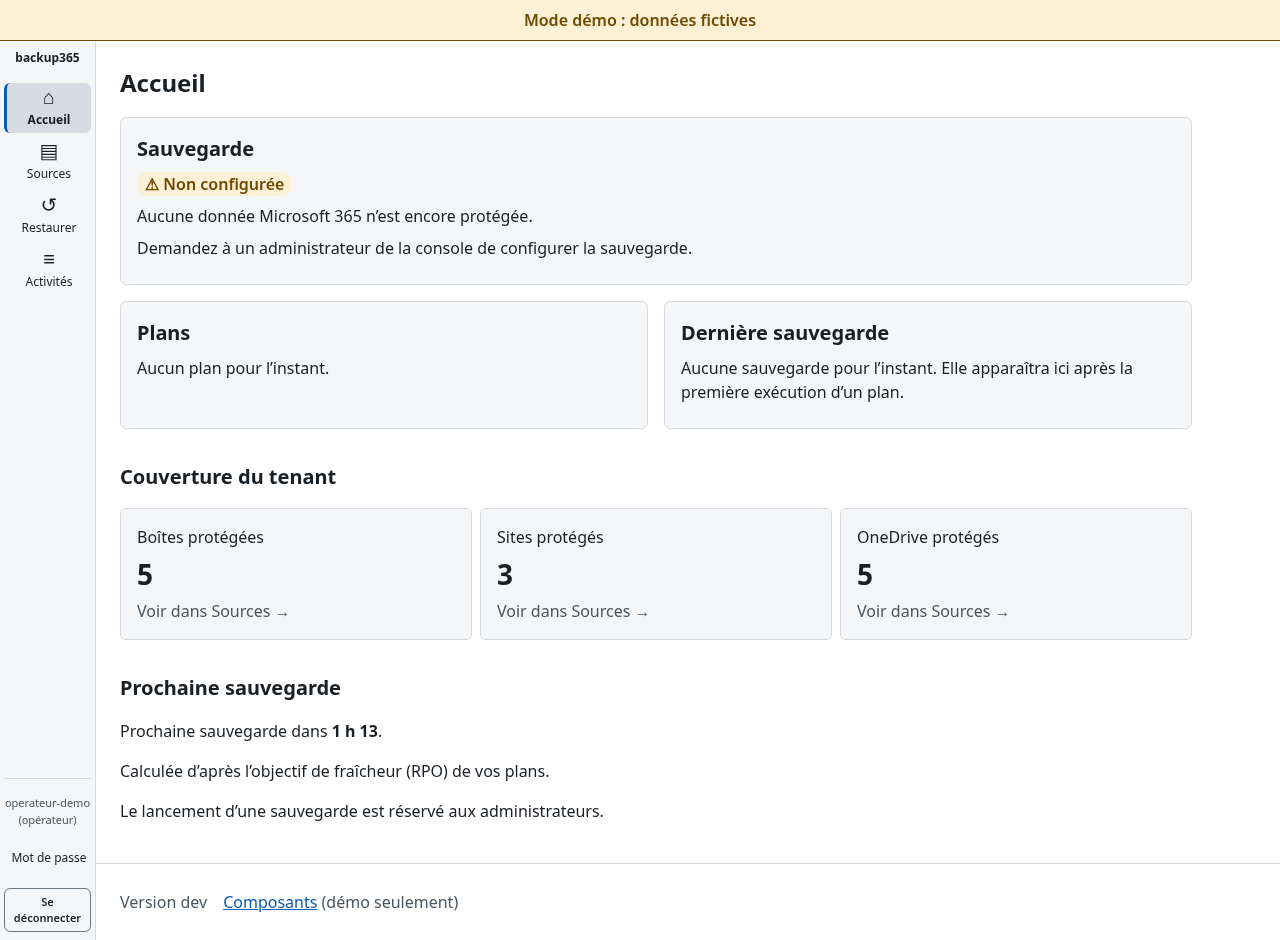 Mode démo : données fictives
backup365
Accueil
Sources
Restaurer
Activités
operateur-demo
(opérateur)
Mot de passe
Se
déconnecter
Accueil
Sauvegarde
⚠ Non configurée
Aucune donnée Microsoft 365 n’est encore protégée.
Demandez à un administrateur de la console de configurer la sauvegarde.
Plans
Aucun plan pour l’instant.
Dernière sauvegarde
Aucune sauvegarde pour l’instant. Elle apparaîtra ici après la
première exécution d’un plan.
Couverture du tenant
Boîtes protégées
5
Voir dans Sources →
Sites protégés
3
Voir dans Sources →
OneDrive protégés
5
Voir dans Sources →
Prochaine sauvegarde
Prochaine sauvegarde dans 1 h 13.
Calculée d’après l’objectif de fraîcheur (RPO) de vos plans.
Le lancement d’une sauvegarde est réservé aux administrateurs.
Version dev Composants (démo seulement)